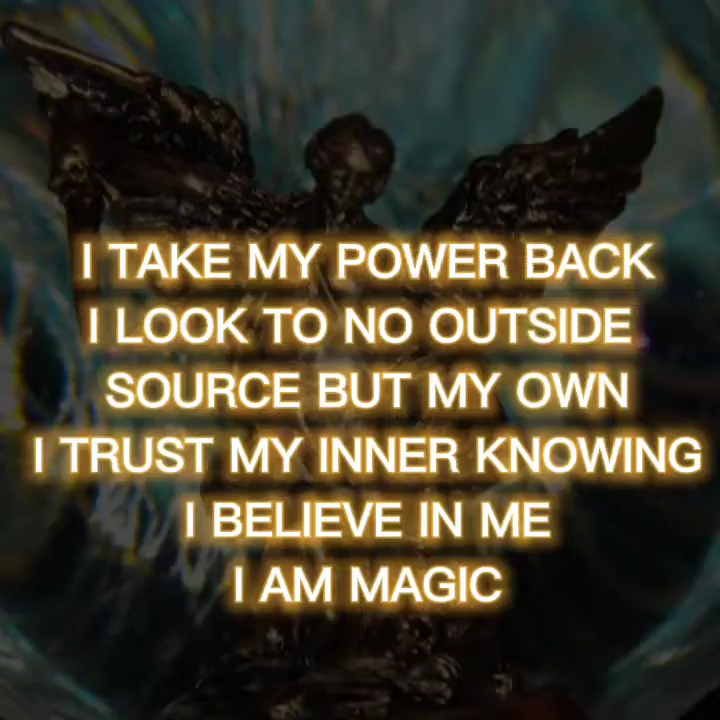 I TAKE MY POWER BACK
I LOOK TO NO OUTSIDE
SOURCE BUT MY OWN
I TRUST MY INNER KNOWING
I BELIEVE IN ME
I AM MAGIC